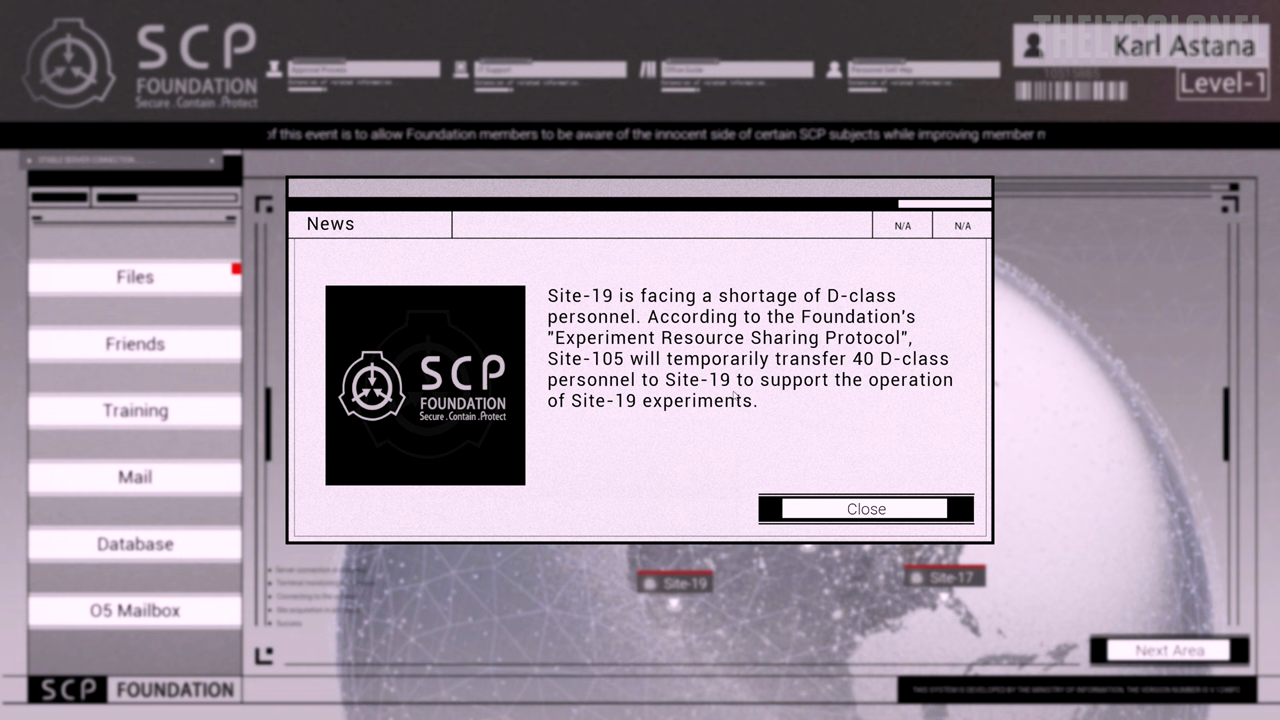 THELTCOLONEL
SCP
FOUNDATION
Secure . Contain . Protect
Karl Astana
Level-1
of this event is to allow Foundation members to be aware of the innocent side of certain SCP subjects while improving member
News
N/A
N/A
Files
Friends
Training
Mail
Database
O5 Mailbox
SCP
FOUNDATION
Secure . Contain . Protect
Site-19 is facing a shortage of D-class
personnel. According to the Foundation's
"Experiment Resource Sharing Protocol",
Site-105 will temporarily transfer 40 D-class
personnel to Site-19 to support the operation
of Site-19 experiments.
Close
Site-19
Site-17
Next Area
SCP FOUNDATION